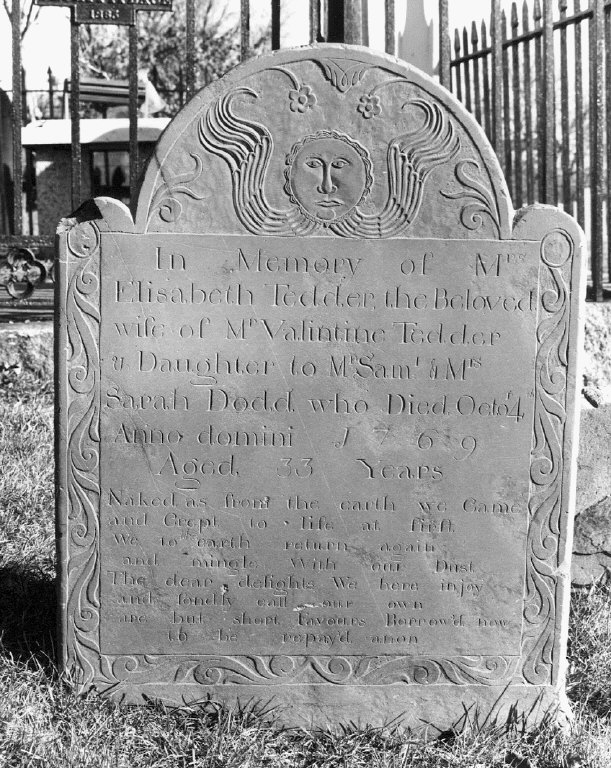 1183
In Memory of Mrs
Elisabeth Tedder, the Beloved
wife of Mr Valintine Tedder
& Daughter to Mr Saml & Mrs
Sarah Dodd, who Died, Octor 4,
Anno domini 1769
Aged, 33 Years
Naked as from the earth we Came
and Crept to life at first
We to earth return again
and mingle With our Dust
The dear delights We here injoy
and fondly call our own
are but short favours Borrow'd now
to be repay'd anon